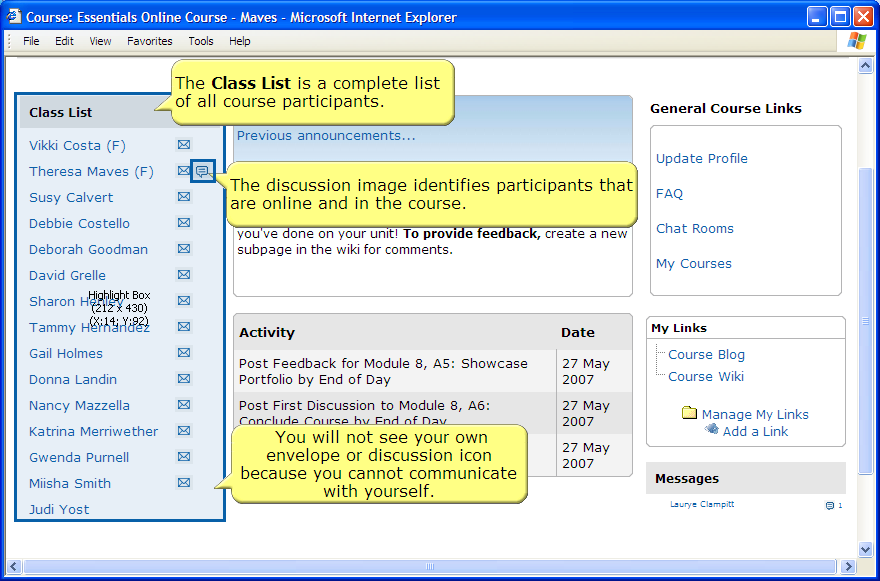 Course: Essentials Online Course - Maves - Microsoft Internet Explorer
File Edit View Favorites Tools Help
The Class List is a complete list
of all course participants.
Class List
Vikki Costa (F)
Theresa Maves (F)
Susy Calvert
Debbie Costello
Deborah Goodman
David Grelle
Sharon Henley
Highlight Box
(212 x 430)
(X:14; Y:92)
Tammy Hernandez
Gail Holmes
Donna Landin
Nancy Mazzella
Katrina Merriwether
Gwenda Purnell
Miisha Smith
Judi Yost
Previous announcements...
The discussion image identifies participants that
are online and in the course.
you've done on your unit! To provide feedback, create a new
subpage in the wiki for comments.
Activity Date
Post Feedback for Module 8, A5: Showcase
Portfolio by End of Day
27 May
2007
Post First Discussion to Module 8, A6:
Conclude Course by End of Day
27 May
2007
27 May
2007
You will not see your own
envelope or discussion icon
because you cannot communicate
with yourself.
General Course Links
Update Profile
FAQ
Chat Rooms
My Courses
My Links
Course Blog
Course Wiki
Manage My Links
Add a Link
Messages
Laurye Clampitt 1